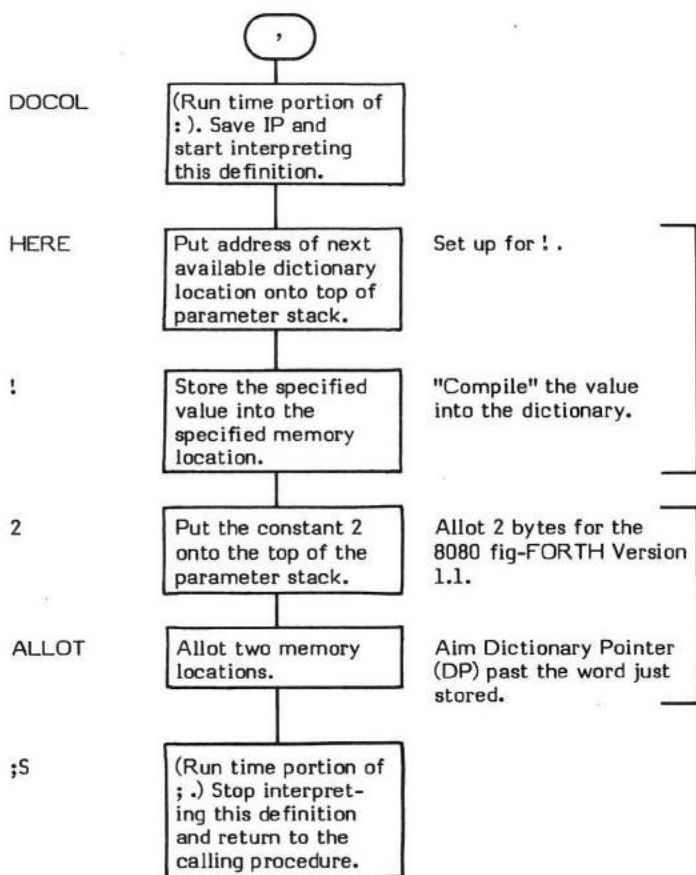 ,
DOCOL
(Run time portion of
: ). Save IP and
start interpreting
this definition.
HERE
Put address of next
available dictionary
location onto top of
parameter stack.
Set up for ! .
!
Store the specified
value into the
specified memory
location.
"Compile" the value
into the dictionary.
2
Put the constant 2
onto the top of the
parameter stack.
Allot 2 bytes for the
8080 fig-FORTH Version
1.1.
ALLOT
Allot two memory
locations.
Aim Dictionary Pointer
(DP) past the word just
stored.
;S
(Run time portion of
; .) Stop interpret-
ing this definition
and return to the
calling procedure.